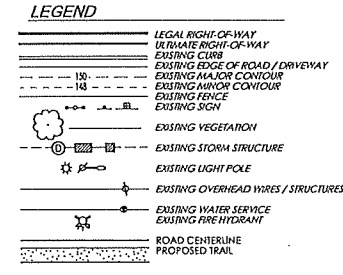 LEGEND
LEGAL RIGHT-OF-WAY
ULTIMATE RIGHT-OF-WAY
EXISTING CURB
EXISTING EDGE OF ROAD / DRIVEWAY
150 EXISTING MAJOR CONTOUR
148 EXISTING MINOR CONTOUR
EXISTING FENCE
EXISTING SIGN
EXISTING VEGETATION
D EXISTING STORM STRUCTURE
EXISTING LIGHT POLE
EXISTING OVERHEAD WIRES / STRUCTURES
EXISTING WATER SERVICE
EXISTING FIRE HYDRANT
ROAD CENTERLINE
PROPOSED TRAIL